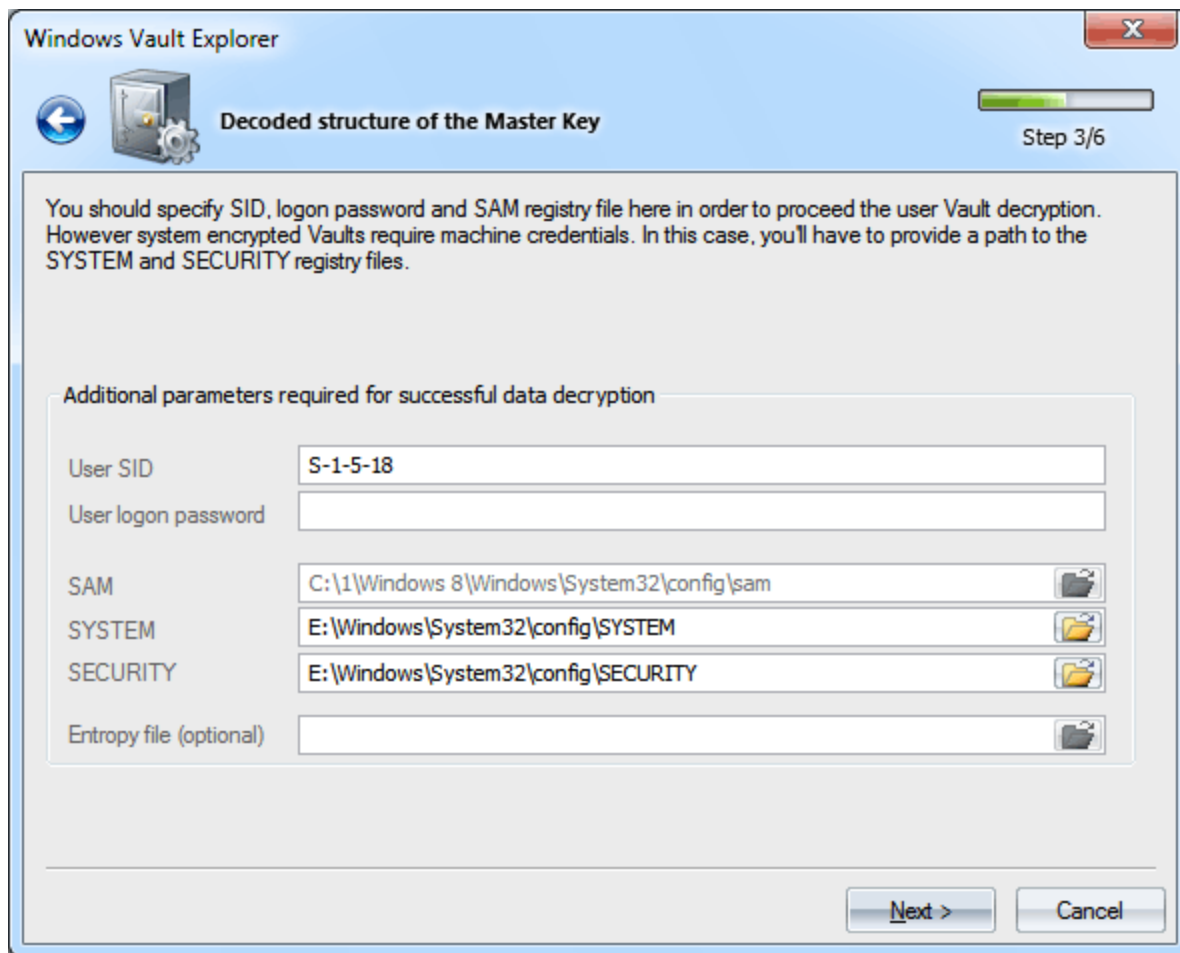 Windows Vault Explorer
Decoded structure of the Master Key
Step 3/6
You should specify SID, logon password and SAM registry file here in order to proceed the user Vault decryption.
However system encrypted Vaults require machine credentials. In this case, you'll have to provide a path to the
SYSTEM and SECURITY registry files.
Additional parameters required for successful data decryption
User SID S-1-5-18
User logon password
SAM C:\1\Windows 8\Windows\System32\config\sam
SYSTEM E:\Windows\System32\config\SYSTEM
SECURITY E:\Windows\System32\config\SECURITY
Entropy file (optional)
Next > Cancel